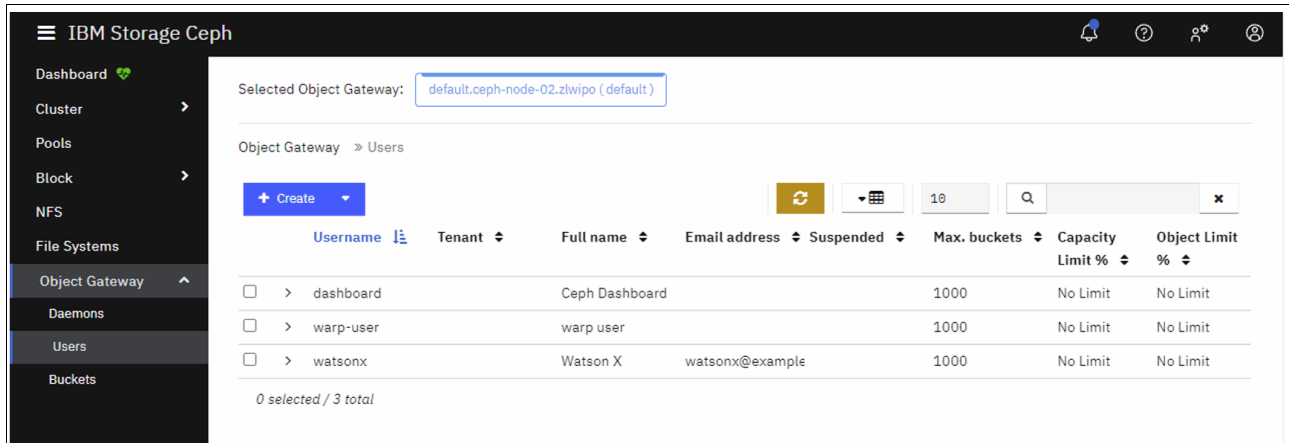 IBM Storage Ceph
Dashboard
Cluster
Pools
Block
NFS
File Systems
Object Gateway
Daemons
Users
Buckets
Selected Object Gateway: default.ceph-node-02.zlwipo ( default )
Object Gateway » Users
+ Create 10
Username Tenant Full name Email address Suspended Max. buckets Capacity Limit % Object Limit %
dashboard Ceph Dashboard 1000 No Limit No Limit
warp-user warp user 1000 No Limit No Limit
watsonx Watson X watsonx@example 1000 No Limit No Limit
0 selected / 3 total